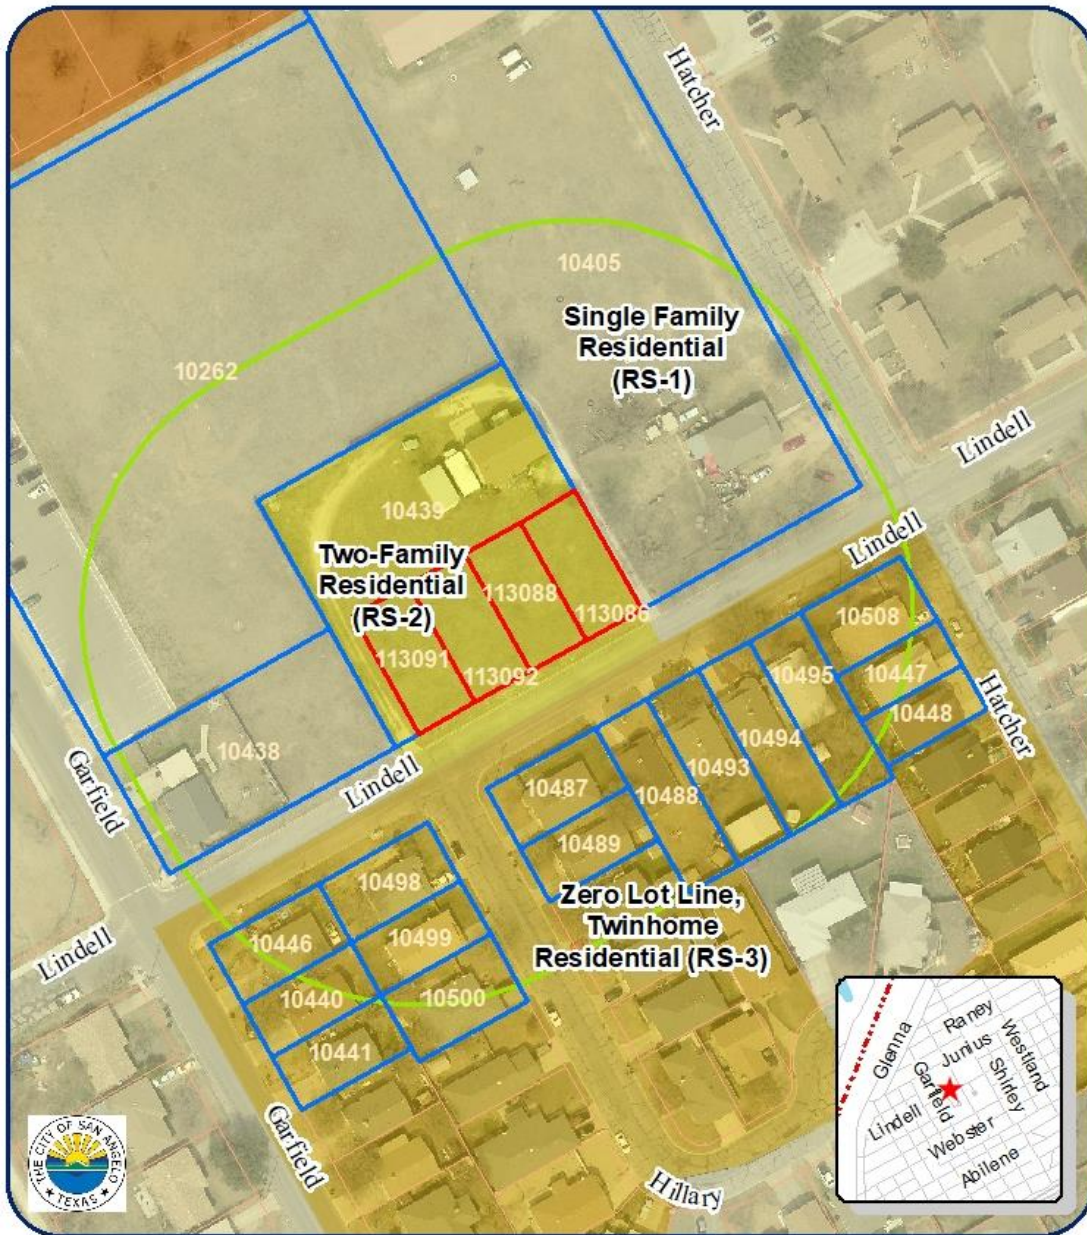 Hatcher
10405
Single Family
Residential
(RS-1)
10262
Lindell
10439
Lindell
Two-Family
Residential
(RS-2)
113088
113086
10508
113091
113092
10495
10447
10448
Hatcher
10438
Garfield
Lindell
10494
10493
10487
10488
10489
10498
Zero Lot Line,
Twinhome
Residential (RS-3)
10446
10499
Lindell
10440
10500
10441
Garfield
Hillary
THE CITY OF SAN ANGELO
TEXAS
Glenna
Raney
Junius
Westland
Garfield
Shirley
Lindell
Webster
Abilene